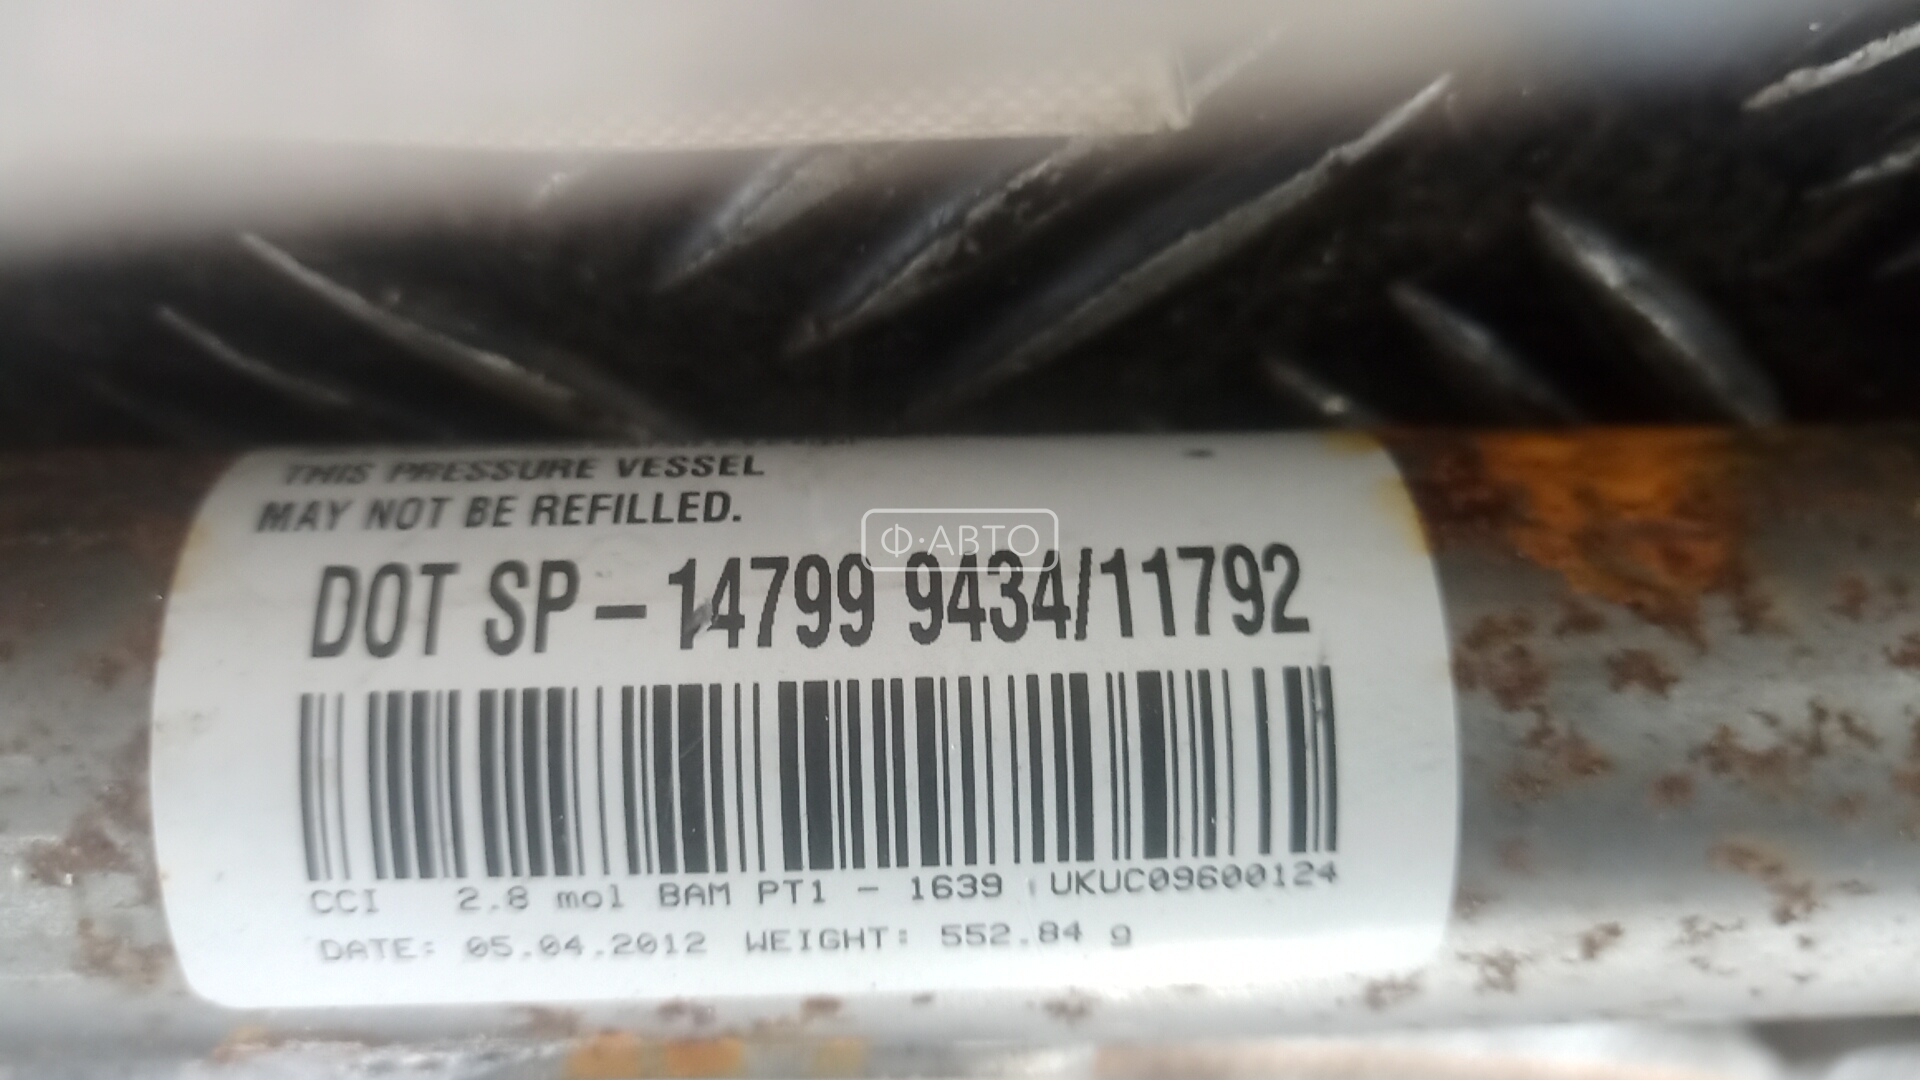 THIS PRESSURE VESSEL
MAY NOT BE REFILLED.
Ф·АВТО
DOT SP - 14799 9434/11792
CCI 2.8 mol BAM PT1 - 1639 UKUC09600124
DATE: 05.04.2012 WEIGHT: 552.84 g